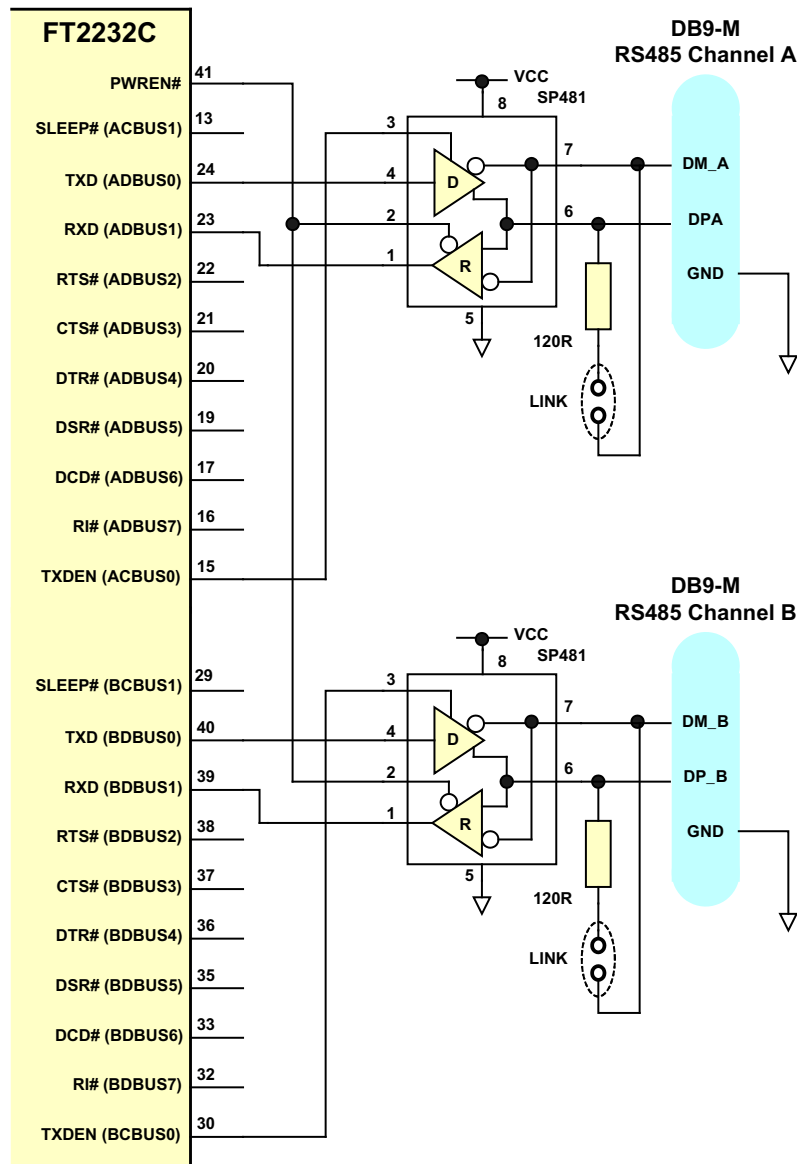 FT2232C
PWREN#
41
SLEEP# (ACBUS1)
13
TXD (ADBUS0)
24
RXD (ADBUS1)
23
RTS# (ADBUS2)
22
CTS# (ADBUS3)
21
DTR# (ADBUS4)
20
DSR# (ADBUS5)
19
DCD# (ADBUS6)
17
RI# (ADBUS7)
16
TXDEN (ACBUS0)
15
VCC
SP481
8
3
4
D
2
1
R
5
7
6
120R
LINK
DB9-M
RS485 Channel A
DM_A
DPA
GND
SLEEP# (BCBUS1)
29
TXD (BDBUS0)
40
RXD (BDBUS1)
39
RTS# (BDBUS2)
38
CTS# (BDBUS3)
37
DTR# (BDBUS4)
36
DSR# (BDBUS5)
35
DCD# (BDBUS6)
33
RI# (BDBUS7)
32
TXDEN (BCBUS0)
30
VCC
SP481
8
3
4
D
2
1
R
5
7
6
120R
LINK
DB9-M
RS485 Channel B
DM_B
DP_B
GND